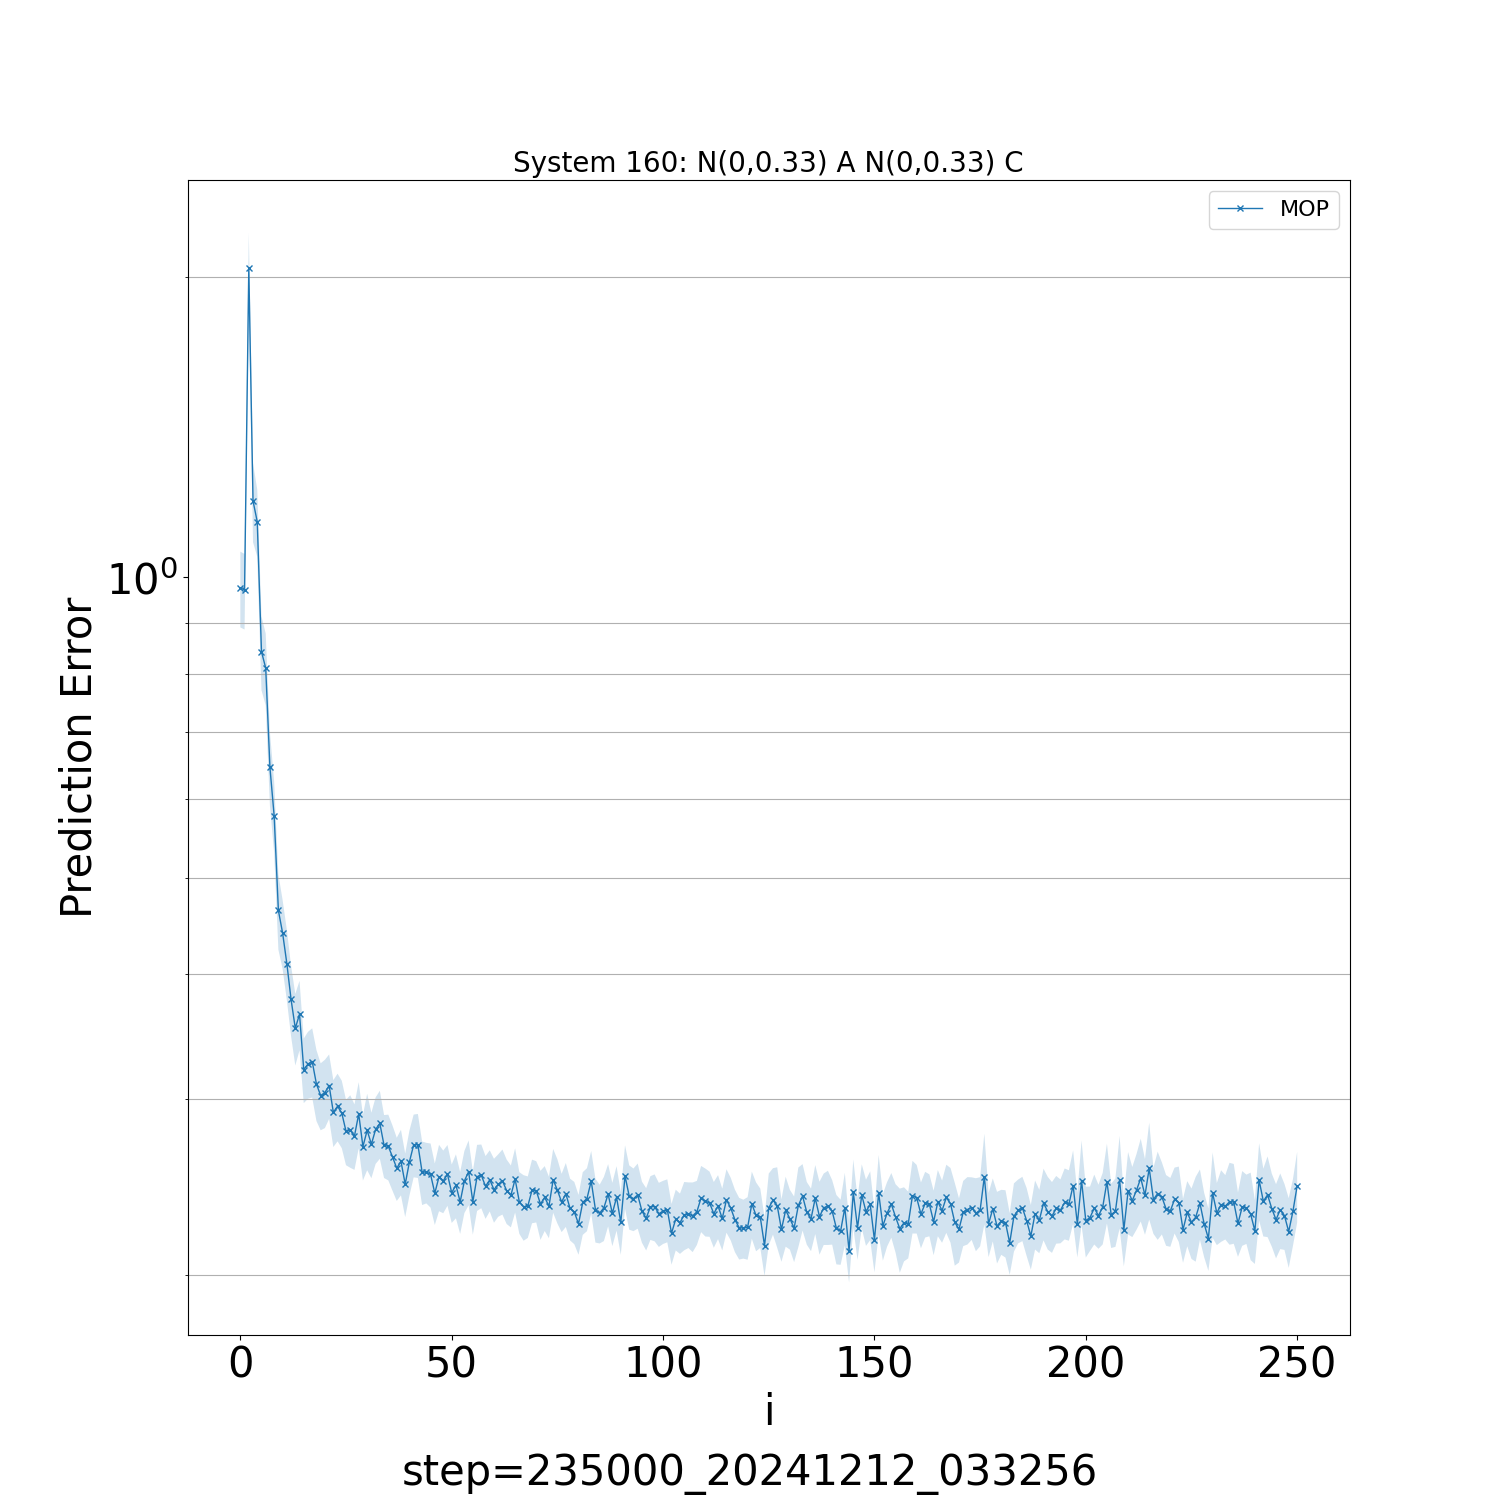 System 160: N(0,0.33) A N(0,0.33) C
MOP
10⁰
Prediction Error
0 50 100 150 200 250
i
step=235000_20241212_033256